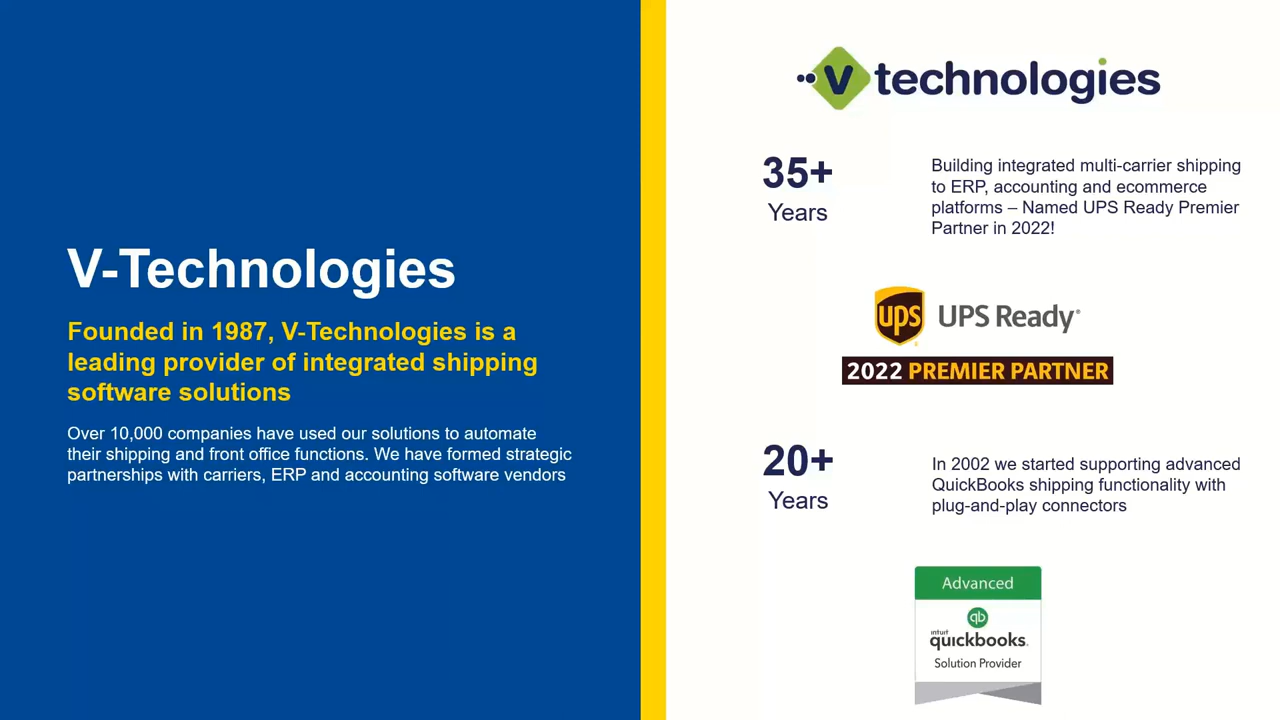 V-Technologies
Founded in 1987, V-Technologies is a
leading provider of integrated shipping
software solutions
Over 10,000 companies have used our solutions to automate
their shipping and front office functions. We have formed strategic
partnerships with carriers, ERP and accounting software vendors
v technologies
35+
Years
Building integrated multi-carrier shipping
to ERP, accounting and ecommerce
platforms – Named UPS Ready Premier
Partner in 2022!
ups UPS Ready®
2022 PREMIER PARTNER
20+
Years
In 2002 we started supporting advanced
QuickBooks shipping functionality with
plug-and-play connectors
Advanced
qb
intuit
quickbooks.
Solution Provider